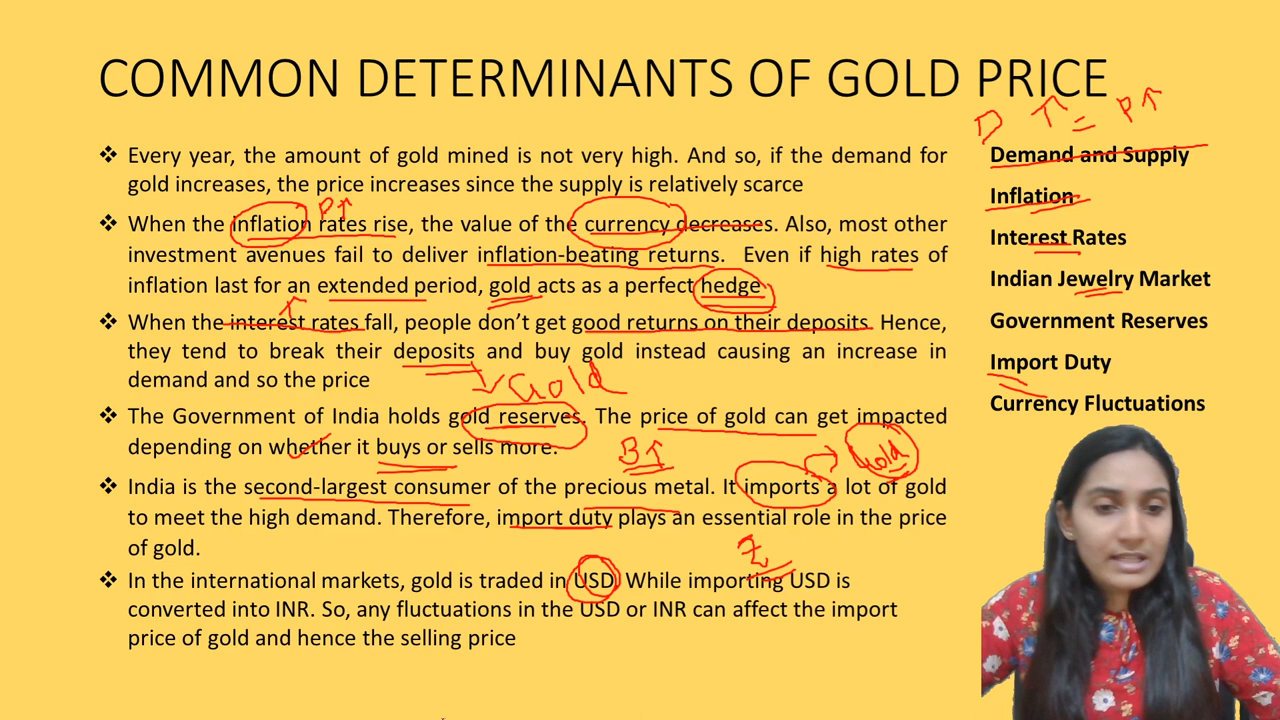 COMMON DETERMINANTS OF GOLD PRICE
❖ Every year, the amount of gold mined is not very high. And so, if the demand for
gold increases, the price increases since the supply is relatively scarce
❖ When the inflation rates rise, the value of the currency decreases. Also, most other
investment avenues fail to deliver inflation-beating returns. Even if high rates of
inflation last for an extended period, gold acts as a perfect hedge
❖ When the interest rates fall, people don't get good returns on their deposits. Hence,
they tend to break their deposits and buy gold instead causing an increase in
demand and so the price
❖ The Government of India holds gold reserves. The price of gold can get impacted
depending on whether it buys or sells more.
❖ India is the second-largest consumer of the precious metal. It imports a lot of gold
to meet the high demand. Therefore, import duty plays an essential role in the price
of gold.
❖ In the international markets, gold is traded in USD. While importing USD is
converted into INR. So, any fluctuations in the USD or INR can affect the import
price of gold and hence the selling price
D ↑ = P↑
Demand and Supply
Inflation
Interest Rates
Indian Jewelry Market
Government Reserves
Import Duty
Currency Fluctuations
P↑
Gold
B↑
Gold